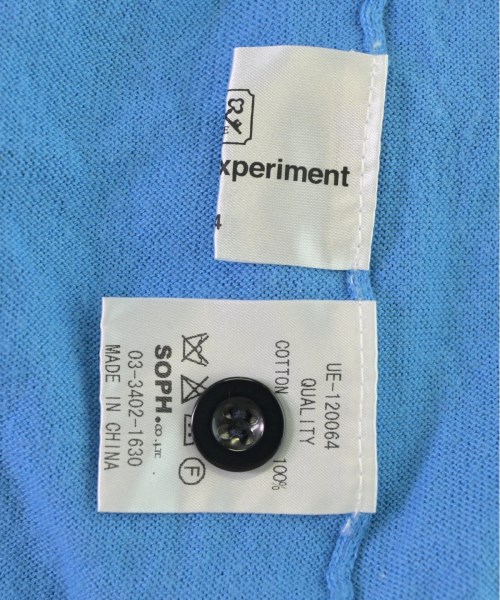 E
xperiment
4
UE-120064
QUALITY
COTTON 100%
F
SOPH.CO.,LTD.
03-3402-1630
MADE IN CHINA